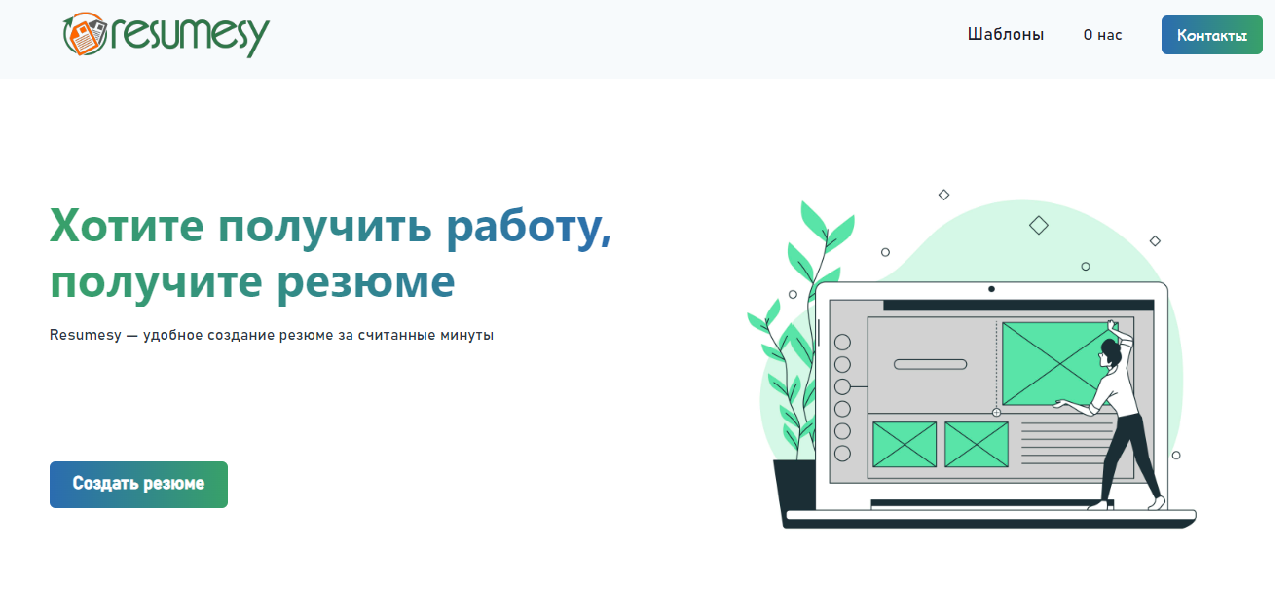 resumesy
Шаблоны
О нас
Контакты
Хотите получить работу,
получите резюме
Resumesy — удобное создание резюме за считанные минуты
Создать резюме